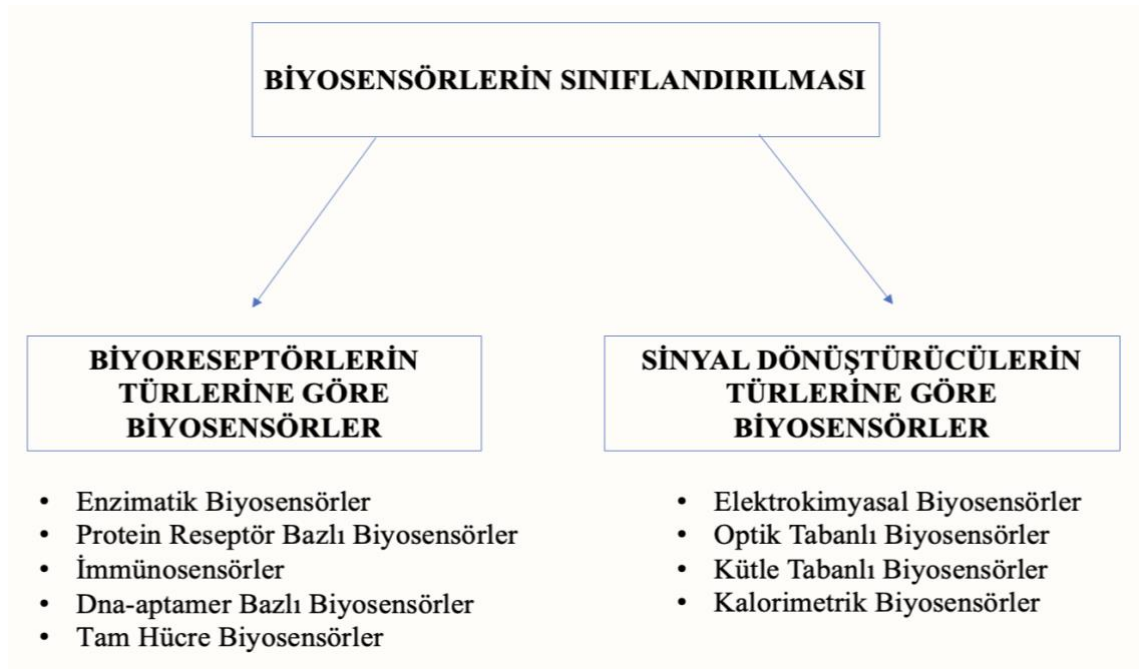 BİYOSENSÖRLERİN SINIFLANDIRILMASI
BİYORESEPTÖRLERİN
TÜRLERİNE GÖRE
BİYOSENSÖRLER
• Enzimatik Biyosensörler
• Protein Reseptör Bazlı Biyosensörler
• İmmünosensörler
• Dna-aptamer Bazlı Biyosensörler
• Tam Hücre Biyosensörler
SİNYAL DÖNÜŞTÜRÜCÜLERİN
TÜRLERİNE GÖRE
BİYOSENSÖRLER
• Elektrokimyasal Biyosensörler
• Optik Tabanlı Biyosensörler
• Kütle Tabanlı Biyosensörler
• Kalorimetrik Biyosensörler